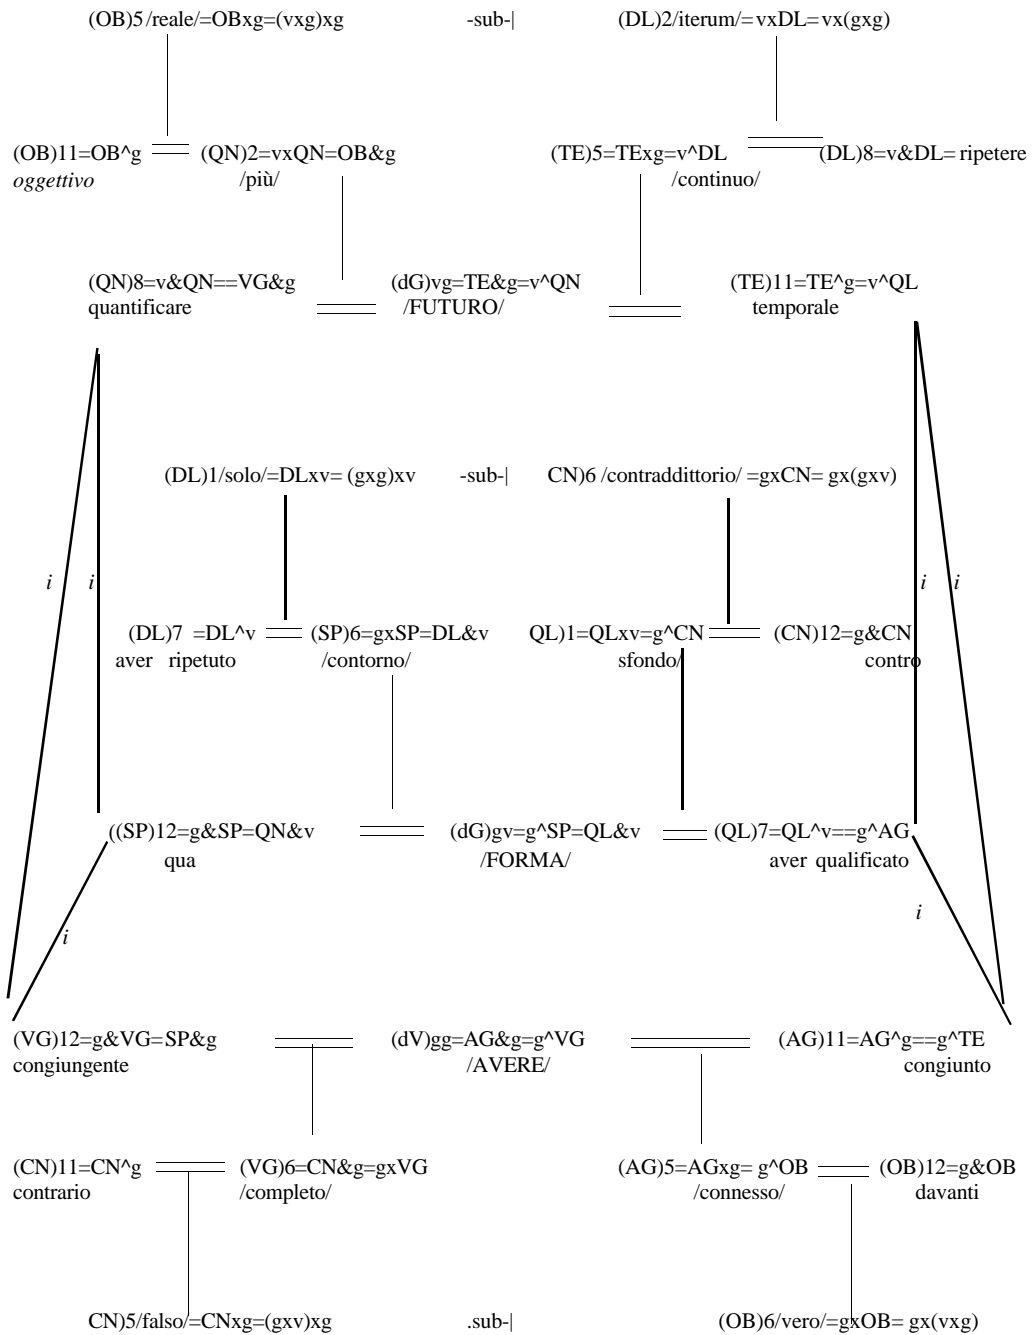 (OB)5/reale/=OBxg=(vxg)xg -sub-| (DL)2/iterum/=vxDL=vx(gxg)
(OB)11=OB^g (QN)2=vxQN=OB&g (TE)5=TExg=v^DL (DL)8=v&DL=ripetere
oggettivo /più/ /continuo/
(QN)8=v&QN==VG&g (dG)vg=TE&g=v^QN (TE)11=TE^g=v^QL
quantificare /FUTURO/ temporale
(DL)1/solo/=DLxv= (gxg)xv -sub-| CN)6 /contraddittorio/ =gxCN= gx(gxv)
i i i i
(DL)7 =DL^v (SP)6=gxSP=DL&v QL)1=QLxv=g^CN (CN)12=g&CN
aver ripetuto /contorno/ sfondo/ contro
((SP)12=g&SP=QN&v (dG)gv=g^SP=QL&v (QL)7=QL^v==g^AG
qua /FORMA/ aver qualificato
i
i
(VG)12=g&VG=SP&g (dV)gg=AG&g=g^VG (AG)11=AG^g==g^TE
congiungente /AVERE/ congiunto
(CN)11=CN^g (VG)6=CN&g=gxVG (AG)5=AGxg= g^OB (OB)12=g&OB
contrario /completo/ /connesso/ davanti
CN)5/falso/=CNxg=(gxv)xg .sub-| (OB)6/vero/=gxOB= gx(vxg)